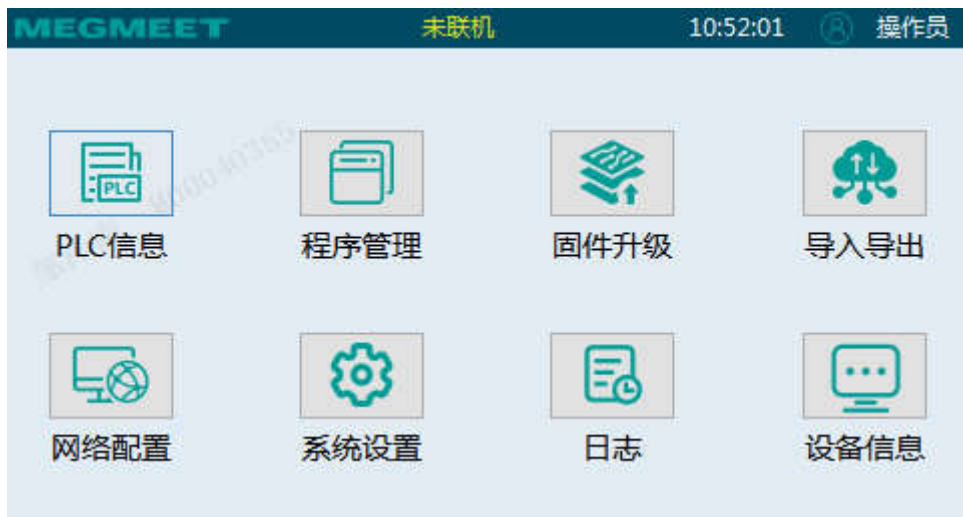 MEGMEET 未联机 10:52:01 操作员
PLC
PLC信息 程序管理 固件升级 导入导出
网络配置 系统设置 日志 设备信息